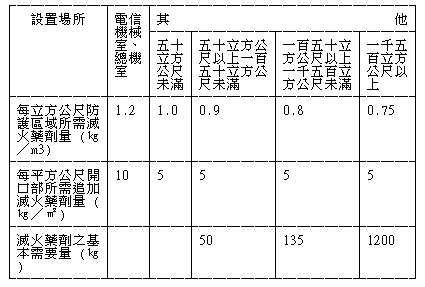 設置場所
電信
機械
室、
總機
室
其 他
五十
立方
公尺
未滿
五十立方公
尺以上一百
五十立方公
尺未滿
一百五十立
方公尺以上
一千五百立
方公尺未滿
一千五
百立方
公尺以
上
每立方公尺防
護區域所需滅
火藥劑量(㎏
/m3)
1.2
1.0
0.9
0.8
0.75
每平方公尺開
口部所需追加
滅火藥劑量(
㎏/㎡)
10
5
5
5
5
滅火藥劑之基
本需要量(㎏
)
50
135
1200